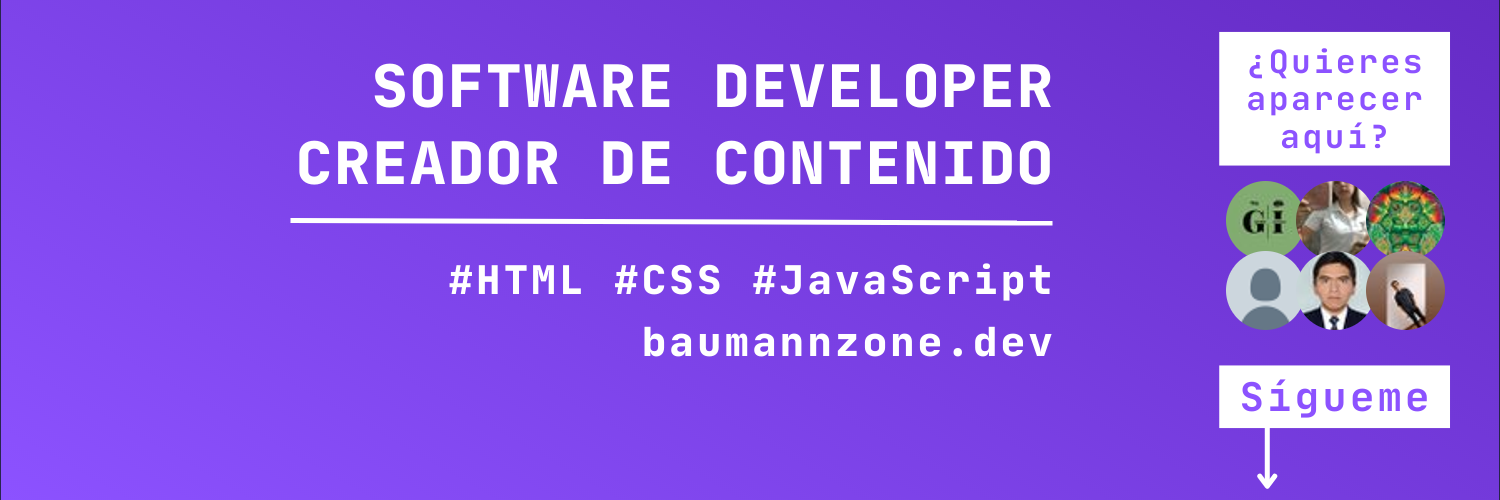 SOFTWARE DEVELOPER
CREADOR DE CONTENIDO
#HTML #CSS #JavaScript
baumannzone.dev
¿Quieres
aparecer
aquí?
G i
Sígueme